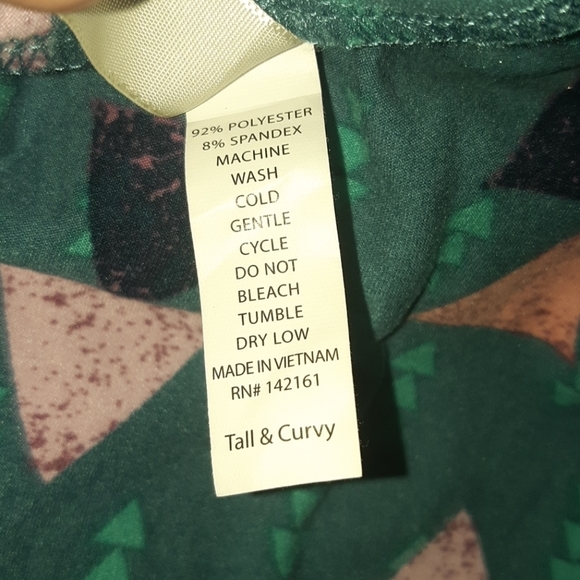 92% POLYESTER
8% SPANDEX
MACHINE
WASH
COLD
GENTLE
CYCLE
DO NOT
BLEACH
TUMBLE
DRY LOW
MADE IN VIETNAM
RN# 142161
Tall & Curvy